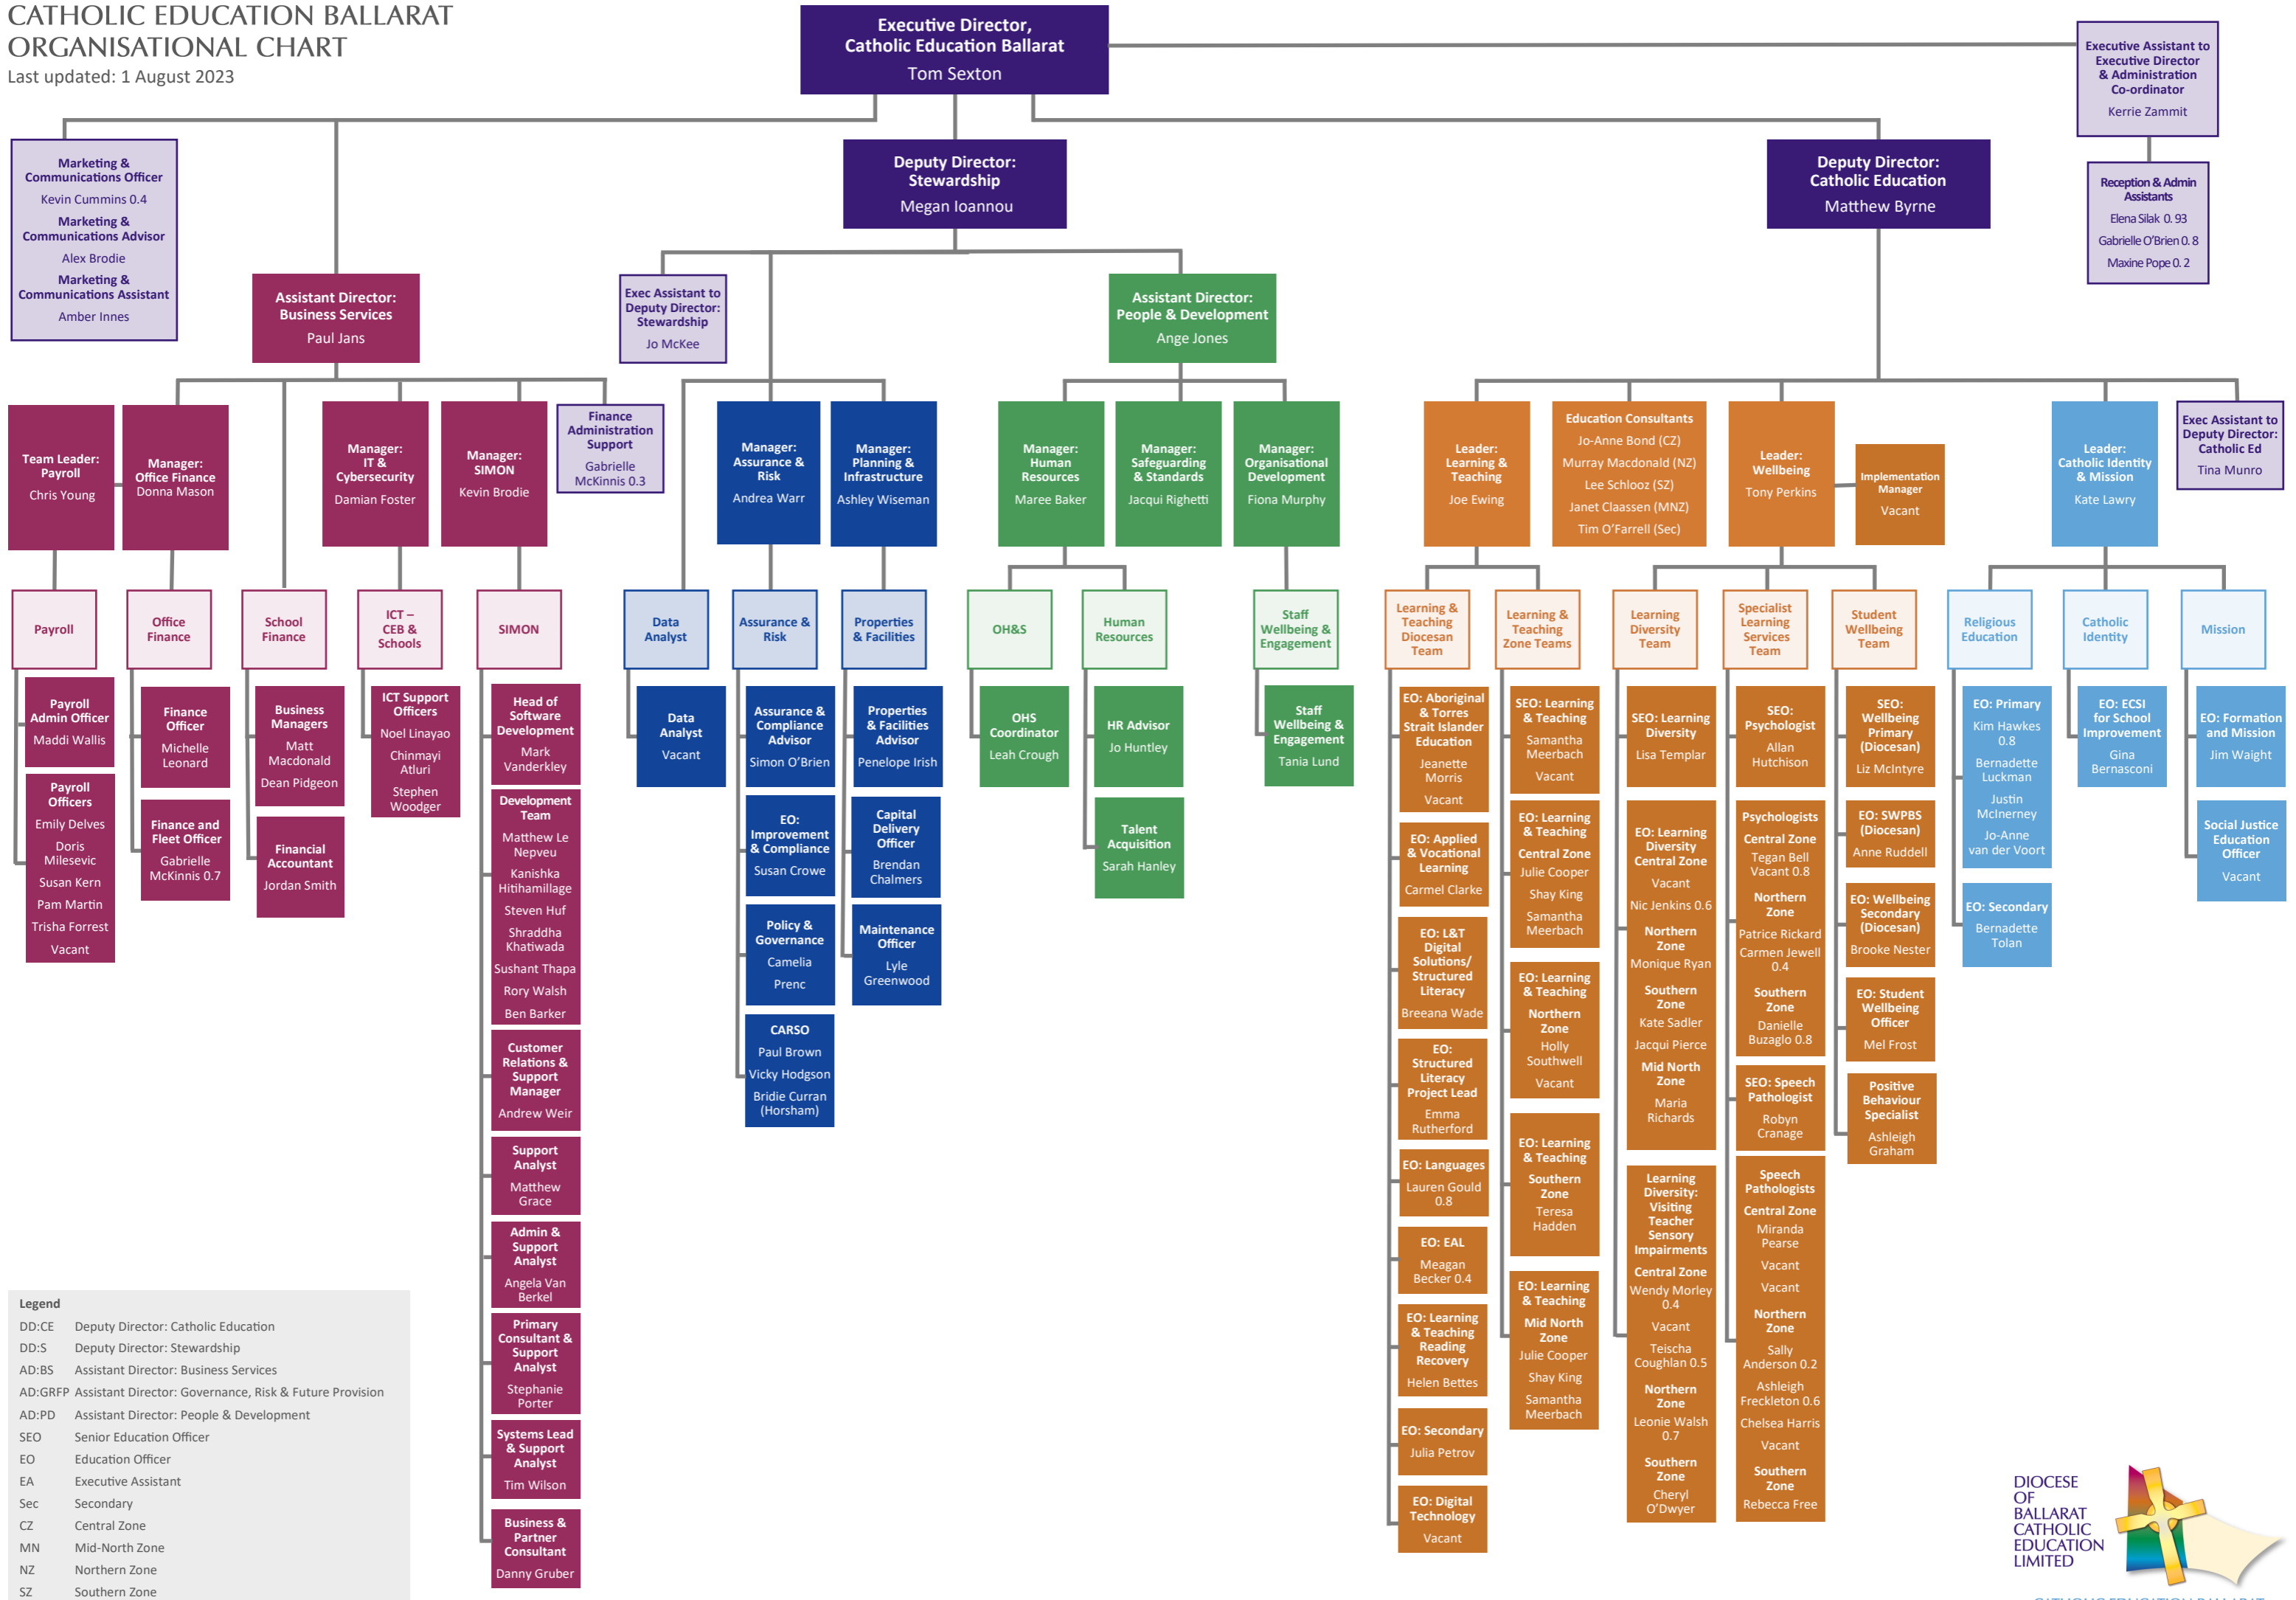 CATHOLIC EDUCATION BALLARAT
ORGANISATIONAL CHART
Last updated: 1 August 2023
Executive Director,
Catholic Education Ballarat
Tom Sexton
Executive Assistant to
Executive Director
& Administration
Co-ordinator
Kerrie Zammit
Reception & Admin
Assistants
Elena Silak 0. 93
Gabrielle O'Brien 0. 8
Maxine Pope 0. 2
Marketing &
Communications Officer
Kevin Cummins 0.4
Marketing &
Communications Advisor
Alex Brodie
Marketing &
Communications Assistant
Amber Innes
Deputy Director:
Stewardship
Megan Ioannou
Deputy Director:
Catholic Education
Matthew Byrne
Assistant Director:
Business Services
Paul Jans
Exec Assistant to
Deputy Director:
Stewardship
Jo McKee
Assistant Director:
People & Development
Ange Jones
Team Leader:
Payroll
Chris Young
Manager:
Office Finance
Donna Mason
Manager:
IT &
Cybersecurity
Damian Foster
Manager:
SIMON
Kevin Brodie
Finance
Administration
Support
Gabrielle
McKinnis 0.3
Manager:
Assurance &
Risk
Andrea Warr
Manager:
Planning &
Infrastructure
Ashley Wiseman
Manager:
Human
Resources
Maree Baker
Manager:
Safeguarding
& Standards
Jacqui Righetti
Manager:
Organisational
Development
Fiona Murphy
Leader:
Learning &
Teaching
Joe Ewing
Education Consultants
Jo-Anne Bond (CZ)
Murray Macdonald (NZ)
Lee Schlooz (SZ)
Janet Claassen (MNZ)
Tim O'Farrell (Sec)
Leader:
Wellbeing
Tony Perkins
Implementation
Manager
Vacant
Leader:
Catholic Identity
& Mission
Kate Lawry
Exec Assistant to
Deputy Director:
Catholic Ed
Tina Munro
Payroll
Office
Finance
School
Finance
ICT –
CEB &
Schools
SIMON
Data
Analyst
Assurance &
Risk
Properties
& Facilities
OH&S
Human
Resources
Staff
Wellbeing &
Engagement
Learning &
Teaching
Diocesan
Team
Learning &
Teaching
Zone Teams
Learning
Diversity
Team
Specialist
Learning
Services
Team
Student
Wellbeing
Team
Religious
Education
Catholic
Identity
Mission
Payroll
Admin Officer
Maddi Wallis
Payroll
Officers
Emily Delves
Doris
Milesevic
Susan Kern
Pam Martin
Trisha Forrest
Vacant
Finance
Officer
Michelle
Leonard
Finance and
Fleet Officer
Gabrielle
McKinnis 0.7
Business
Managers
Matt
Macdonald
Dean Pidgeon
Financial
Accountant
Jordan Smith
ICT Support
Officers
Noel Linayao
Chinmayi
Atluri
Stephen
Woodger
Head of
Software
Development
Mark
Vanderkley
Development
Team
Matthew Le
Nepveu
Kanishka
Hitihamillage
Steven Huf
Shraddha
Khatiwada
Sushant Thapa
Rory Walsh
Ben Barker
Customer
Relations &
Support
Manager
Andrew Weir
Support
Analyst
Matthew
Grace
Admin &
Support
Analyst
Angela Van
Berkel
Primary
Consultant &
Support
Analyst
Stephanie
Porter
Systems Lead
& Support
Analyst
Tim Wilson
Business &
Partner
Consultant
Danny Gruber
Data
Analyst
Vacant
Assurance &
Compliance
Advisor
Simon O'Brien
EO:
Improvement
& Compliance
Susan Crowe
Policy &
Governance
Camelia
Prenc
CARSO
Paul Brown
Vicky Hodgson
Bridie Curran
(Horsham)
Properties
& Facilities
Advisor
Penelope Irish
Capital
Delivery
Officer
Brendan
Chalmers
Maintenance
Officer
Lyle
Greenwood
OHS
Coordinator
Leah Crough
HR Advisor
Jo Huntley
Talent
Acquisition
Sarah Hanley
Staff
Wellbeing &
Engagement
Tania Lund
EO: Aboriginal
& Torres
Strait Islander
Education
Jeanette
Morris
Vacant
EO: Applied
& Vocational
Learning
Carmel Clarke
EO: L&T
Digital
Solutions/
Structured
Literacy
Breeana Wade
EO:
Structured
Literacy
Project Lead
Emma
Rutherford
EO: Languages
Lauren Gould
0.8
EO: EAL
Meagan
Becker 0.4
EO: Learning
& Teaching
Reading
Recovery
Helen Bettes
EO: Secondary
Julia Petrov
EO: Digital
Technology
Vacant
SEO: Learning
& Teaching
Samantha
Meerbach
Vacant
EO: Learning
& Teaching
Central Zone
Julie Cooper
Shay King
Samantha
Meerbach
EO: Learning
& Teaching
Northern
Zone
Holly
Southwell
Vacant
EO: Learning
& Teaching
Southern
Zone
Teresa
Hadden
EO: Learning
& Teaching
Mid North
Zone
Julie Cooper
Shay King
Samantha
Meerbach
SEO: Learning
Diversity
Lisa Templar
EO: Learning
Diversity
Central Zone
Vacant
Nic Jenkins 0.6
Northern
Zone
Monique Ryan
Southern
Zone
Kate Sadler
Jacqui Pierce
Mid North
Zone
Maria
Richards
Learning
Diversity:
Visiting
Teacher
Sensory
Impairments
Central Zone
Wendy Morley
0.4
Vacant
Teischa
Coughlan 0.5
Northern
Zone
Leonie Walsh
0.7
Southern
Zone
Cheryl
O'Dwyer
SEO:
Psychologist
Allan
Hutchison
Psychologists
Central Zone
Tegan Bell
Vacant 0.8
Northern
Zone
Patrice Rickard
Carmen Jewell
0.4
Southern
Zone
Danielle
Buzaglo 0.8
SEO: Speech
Pathologist
Robyn
Cranage
Speech
Pathologists
Central Zone
Miranda
Pearse
Vacant
Vacant
Northern
Zone
Sally
Anderson 0.2
Ashleigh
Freckleton 0.6
Chelsea Harris
Vacant
Southern
Zone
Rebecca Free
SEO:
Wellbeing
Primary
(Diocesan)
Liz McIntyre
EO: SWPBS
(Diocesan)
Anne Ruddell
EO: Wellbeing
Secondary
(Diocesan)
Brooke Nester
EO: Student
Wellbeing
Officer
Mel Frost
Positive
Behaviour
Specialist
Ashleigh
Graham
EO: Primary
Kim Hawkes
0.8
Bernadette
Luckman
Justin
McInerney
Jo-Anne
van der Voort
EO: Secondary
Bernadette
Tolan
EO: ECSI
for School
Improvement
Gina
Bernasconi
EO: Formation
and Mission
Jim Waight
Social Justice
Education
Officer
Vacant
Legend
DD:CE Deputy Director: Catholic Education
DD:S Deputy Director: Stewardship
AD:BS Assistant Director: Business Services
AD:GRFP Assistant Director: Governance, Risk & Future Provision
AD:PD Assistant Director: People & Development
SEO Senior Education Officer
EO Education Officer
EA Executive Assistant
Sec Secondary
CZ Central Zone
MN Mid-North Zone
NZ Northern Zone
SZ Southern Zone
DIOCESE
OF
BALLARAT
CATHOLIC
EDUCATION
LIMITED